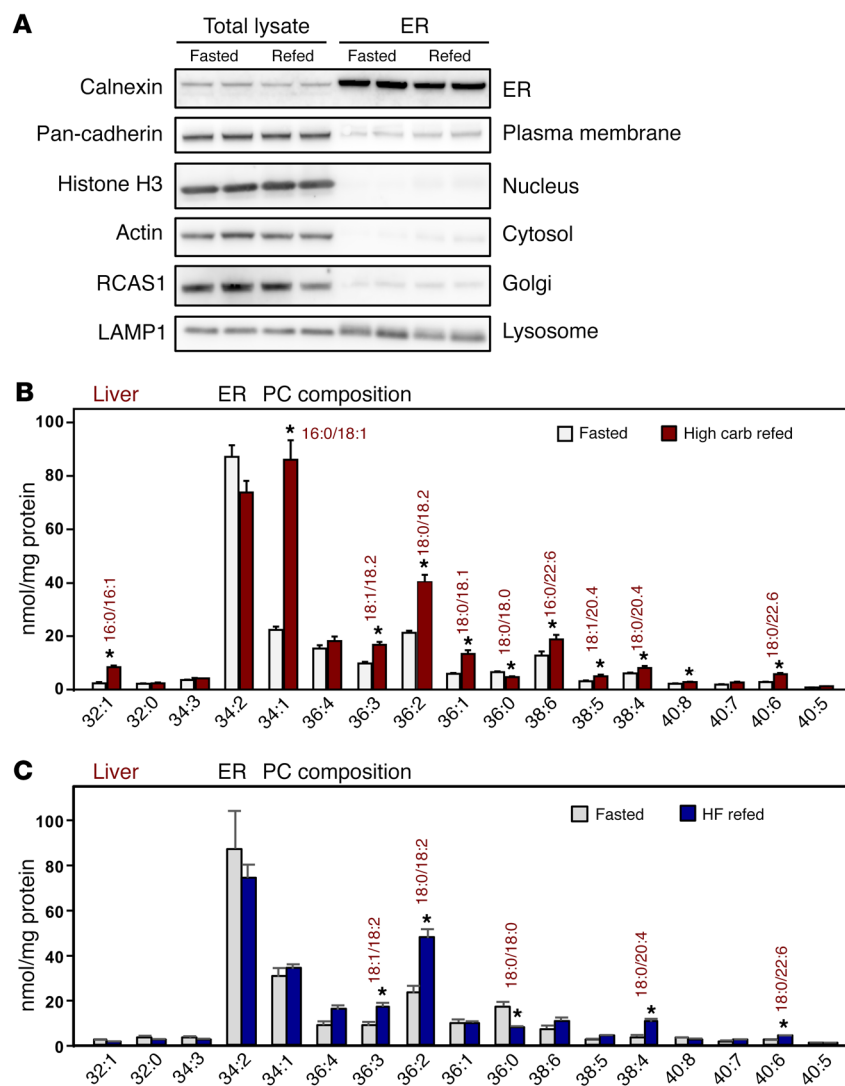 A
Total lysate ER
Fasted Refed Fasted Refed
Calnexin ER
Pan-cadherin Plasma membrane
Histone H3 Nucleus
Actin Cytosol
RCAS1 Golgi
LAMP1 Lysosome
B
Liver ER PC composition
nmol/mg protein
100
80
60
40
20
0
Fasted High carb refed
* 16:0/16:1
* 16:0/18:1
* 18:1/18.2
* 18:0/18.2
* 18:0/18.1
* 18:0/18.0
* 16:0/22:6
* 18:1/20.4
* 18:0/20.4
*
* 18:0/22.6
32:1 32:0 34:3 34:2 34:1 36:4 36:3 36:2 36:1 36:0 38:6 38:5 38:4 40:8 40:7 40:6 40:5
C
Liver ER PC composition
nmol/mg protein
100
80
60
40
20
0
Fasted HF refed
* 18:1/18:2
* 18:0/18:2
* 18:0/18:0
* 18:0/20:4
* 18:0/22:6
32:1 32:0 34:3 34:2 34:1 36:4 36:3 36:2 36:1 36:0 38:6 38:5 38:4 40:8 40:7 40:6 40:5